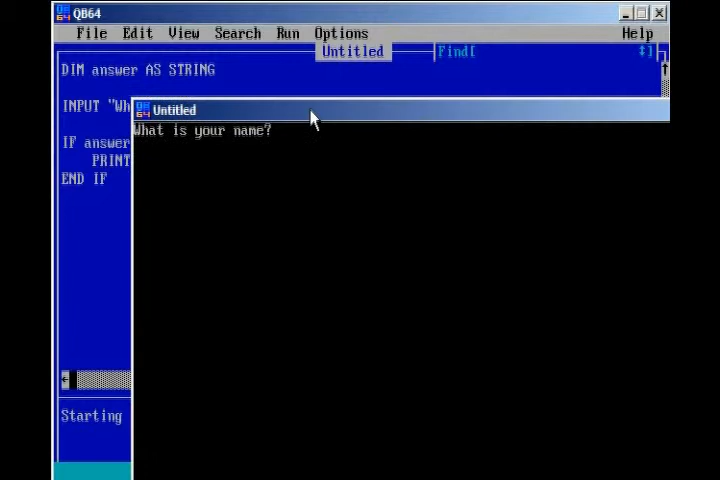 QB64
File Edit View Search Run Options Help
Untitled Find[
DIM answer AS STRING
INPUT "Wh
Untitled
What is your name?
IF answer
PRINT
END IF
Starting